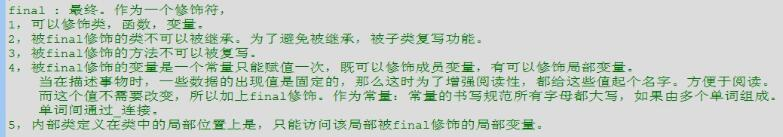 final : 最终。作为一个修饰符，
1，可以修饰类，函数，变量。
2，被final修饰的类不可以被继承。为了避免被继承，被子类复写功能。
3，被final修饰的方法不可以被复写。
4，被final修饰的变量是一个常量只能赋值一次，既可以修饰成员变量，有可以修饰局部变量。
当在描述事物时，一些数据的出现值是固定的，那么这时为了增强阅读性，都给这些值起个名字。方便于阅读。
而这个值不需要改变，所以加上final修饰。作为常量：常量的书写规范所有字母都大写，如果由多个单词组成。
单词间通过_连接。
5，内部类定义在类中的局部位置上是，只能访问该局部被final修饰的局部变量。